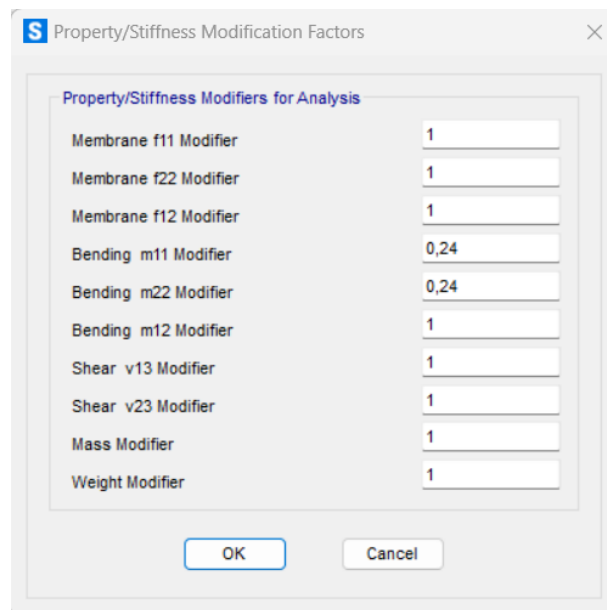 S Property/Stiffness Modification Factors
Property/Stiffness Modifiers for Analysis
Membrane f11 Modifier 1
Membrane f22 Modifier 1
Membrane f12 Modifier 1
Bending m11 Modifier 0,24
Bending m22 Modifier 0,24
Bending m12 Modifier 1
Shear v13 Modifier 1
Shear v23 Modifier 1
Mass Modifier 1
Weight Modifier 1
OK Cancel